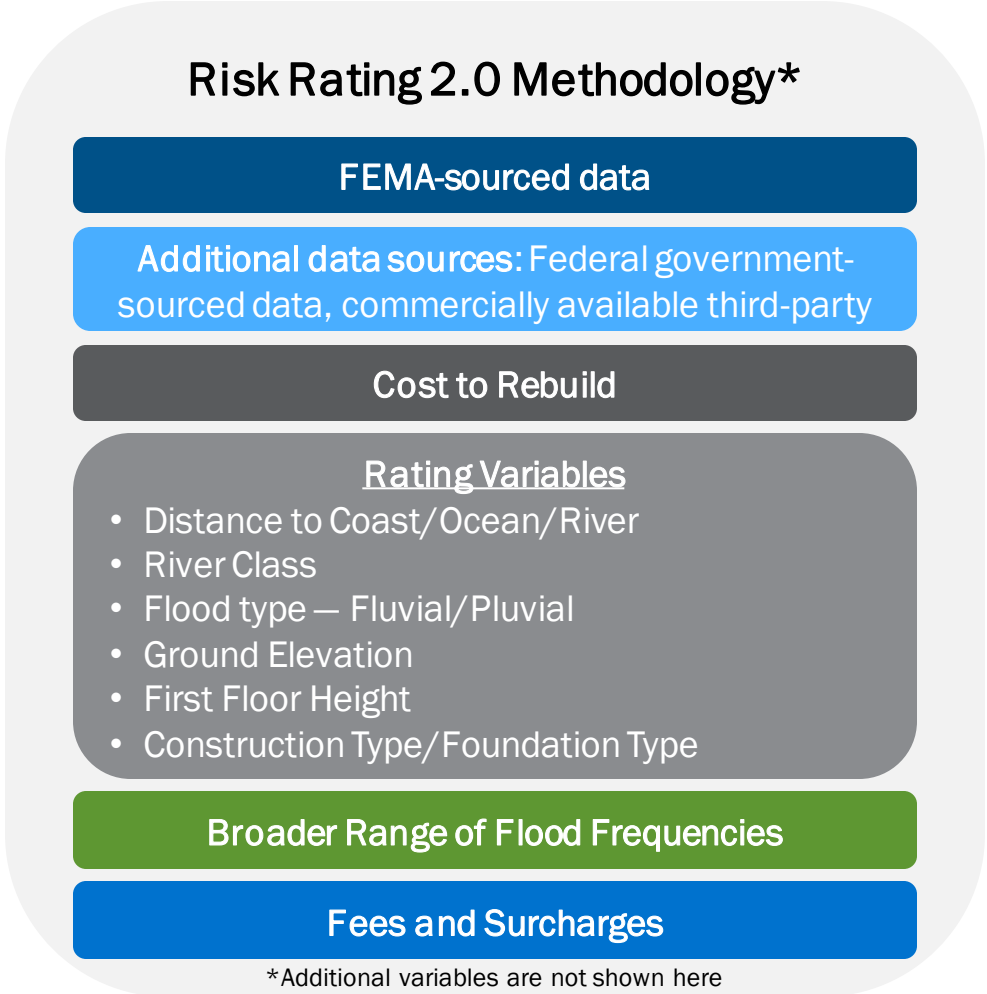 Risk Rating 2.0 Methodology*
FEMA-sourced data
Additional data sources: Federal government-
sourced data, commercially available third-party
Cost to Rebuild
Rating Variables
• Distance to Coast/Ocean/River
• River Class
• Flood type — Fluvial/Pluvial
• Ground Elevation
• First Floor Height
• Construction Type/Foundation Type
Broader Range of Flood Frequencies
Fees and Surcharges
*Additional variables are not shown here